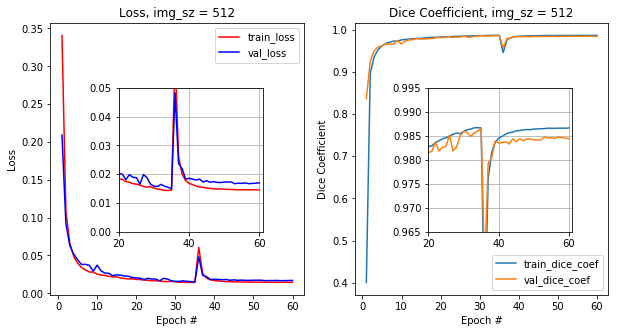 Loss, img_sz = 512
train_loss
val_loss
Loss
0.35
0.30
0.25
0.20
0.15
0.10
0.05
0.00
0.05
0.04
0.03
0.02
0.01
0.00
20 40 60
0 10 20 30 40 50 60
Epoch #
Dice Coefficient, img_sz = 512
Dice Coefficient
1.0
0.9
0.8
0.7
0.6
0.5
0.4
0.995
0.990
0.985
0.980
0.975
0.970
0.965
20 40 60
train_dice_coef
val_dice_coef
0 10 20 30 40 50 60
Epoch #